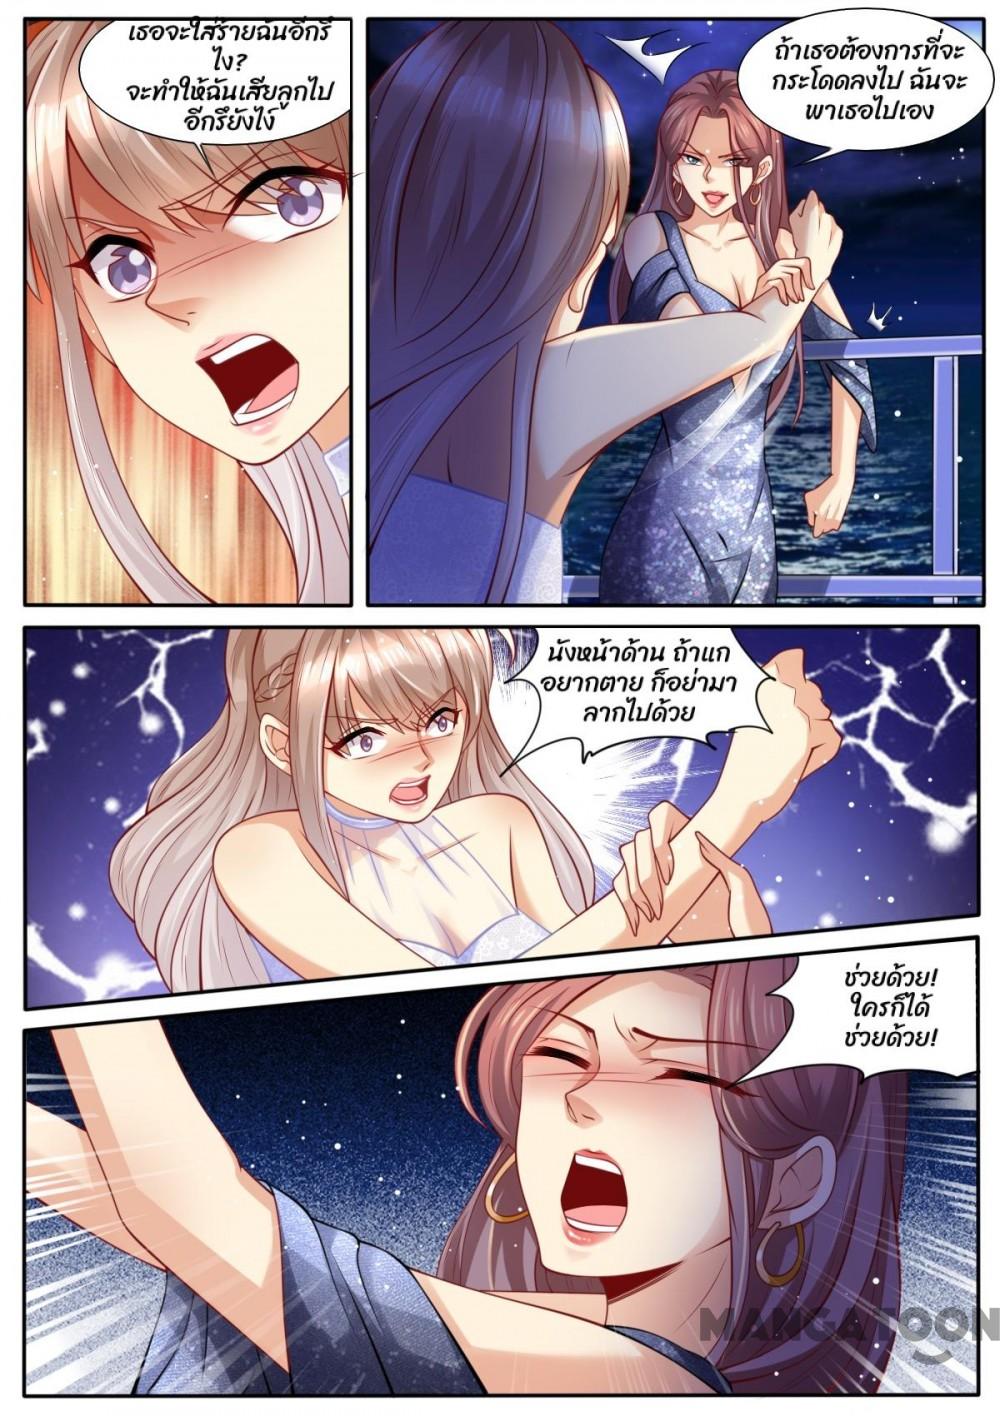 เธอจะใส่ร้ายฉันอีกรึ
ไง?
จะทำให้ฉันเสียลูกไป
อีกรึยังไง
ถ้าเธอต้องการที่จะ
กระโดดลงไป ฉันจะ
พาเธอไปเอง
นังหน้าด้าน ถ้าแก
อยากตาย ก็อย่ามา
ลากไปด้วย
ช่วยด้วย!
ใครก็ได้
ช่วยด้วย!
MANGATOON